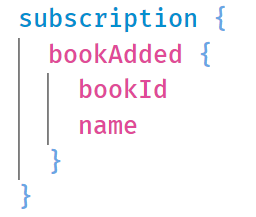 subscription {
  bookAdded {
    bookId
    name
  }
}